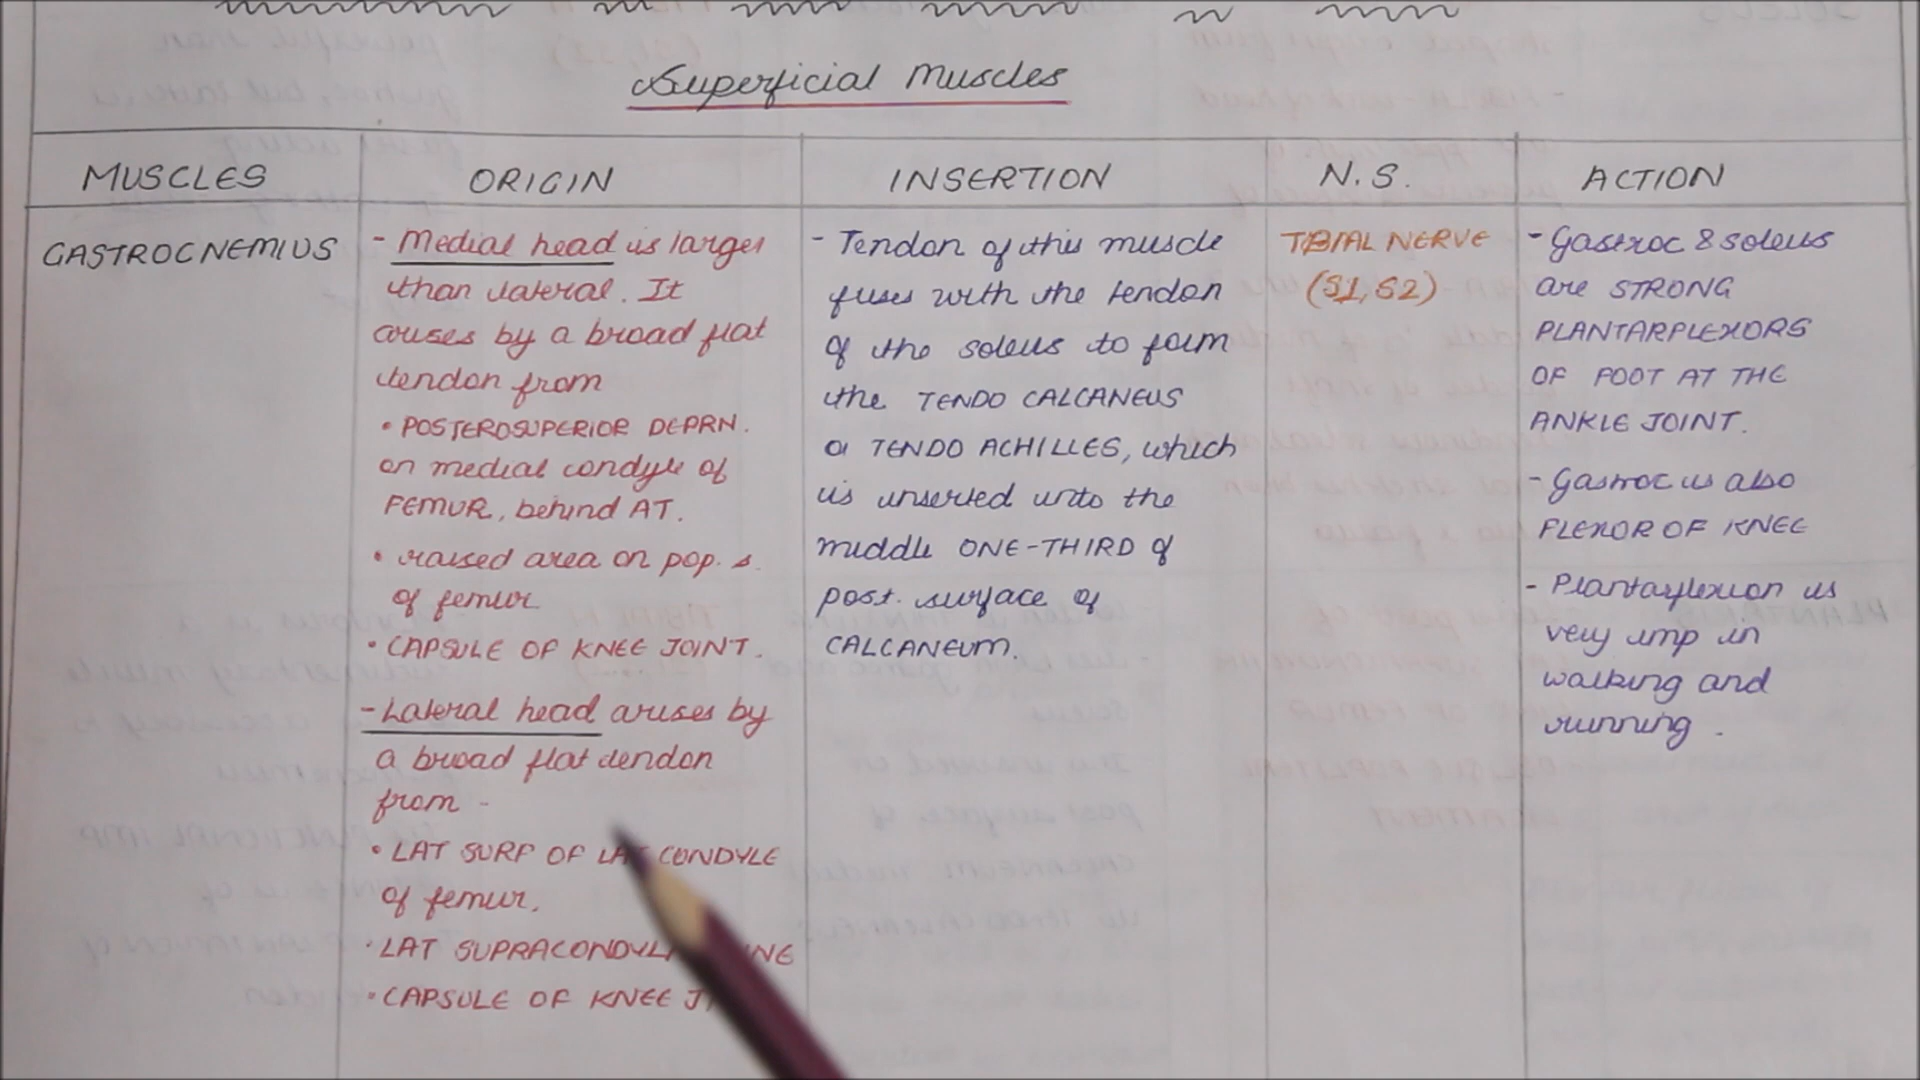 Superficial Muscles
MUSCLES
ORIGIN
INSERTION
N.S.
ACTION
GASTROCNEMIUS
- Medial head is larger
than lateral. It
arises by a broad flat
tendon from
• POSTEROSUPERIOR DEPRN.
on medial condyle of
FEMUR, behind AT.
• raised area on pop. s.
of femur
• CAPSULE OF KNEE JOINT.
- Lateral head arises by
a broad flat tendon
from -
• LAT SURF OF LAT CONDYLE
of femur.
• LAT
• CAPSULE OF KNEE
- Tendon of this muscle
fuses with the tendon
of the soleus to form
the TENDO CALCANEUS
or TENDO ACHILLES, which
is inserted into the
middle ONE-THIRD of
post. surface of
CALCANEUM.
TIBIAL NERVE
(S1, S2)
- Gastroc & soleus
are STRONG
PLANTARFLEXORS
OF FOOT AT THE
ANKLE JOINT.
- Gastroc is also
FLEXOR OF KNEE
- Plantarflexion is
very imp in
walking and
running.